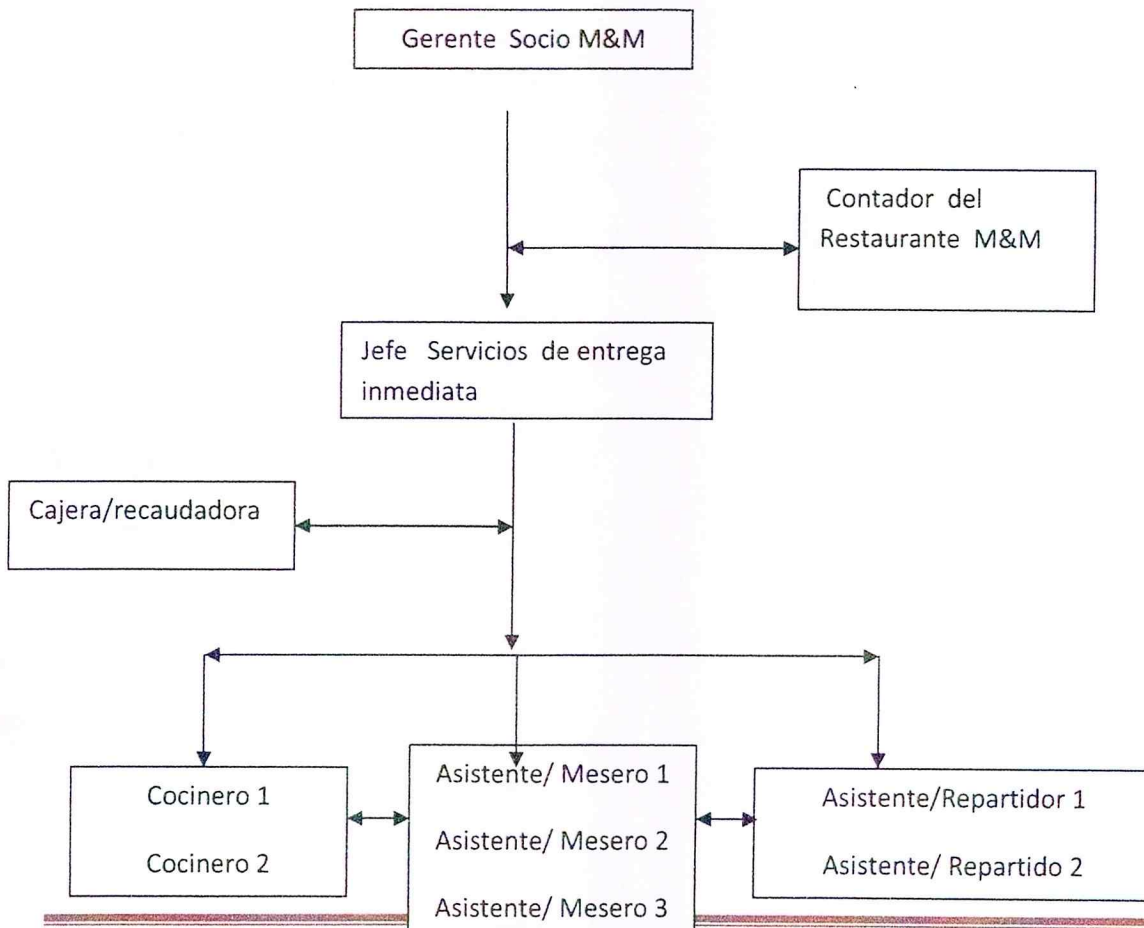 Gerente Socio M&M
Contador del
Restaurante M&M
Jefe Servicios de entrega
inmediata
Cajera/recaudadora
Cocinero 1
Cocinero 2
Asistente/ Mesero 1
Asistente/ Mesero 2
Asistente/ Mesero 3
Asistente/Repartidor 1
Asistente/ Repartido 2